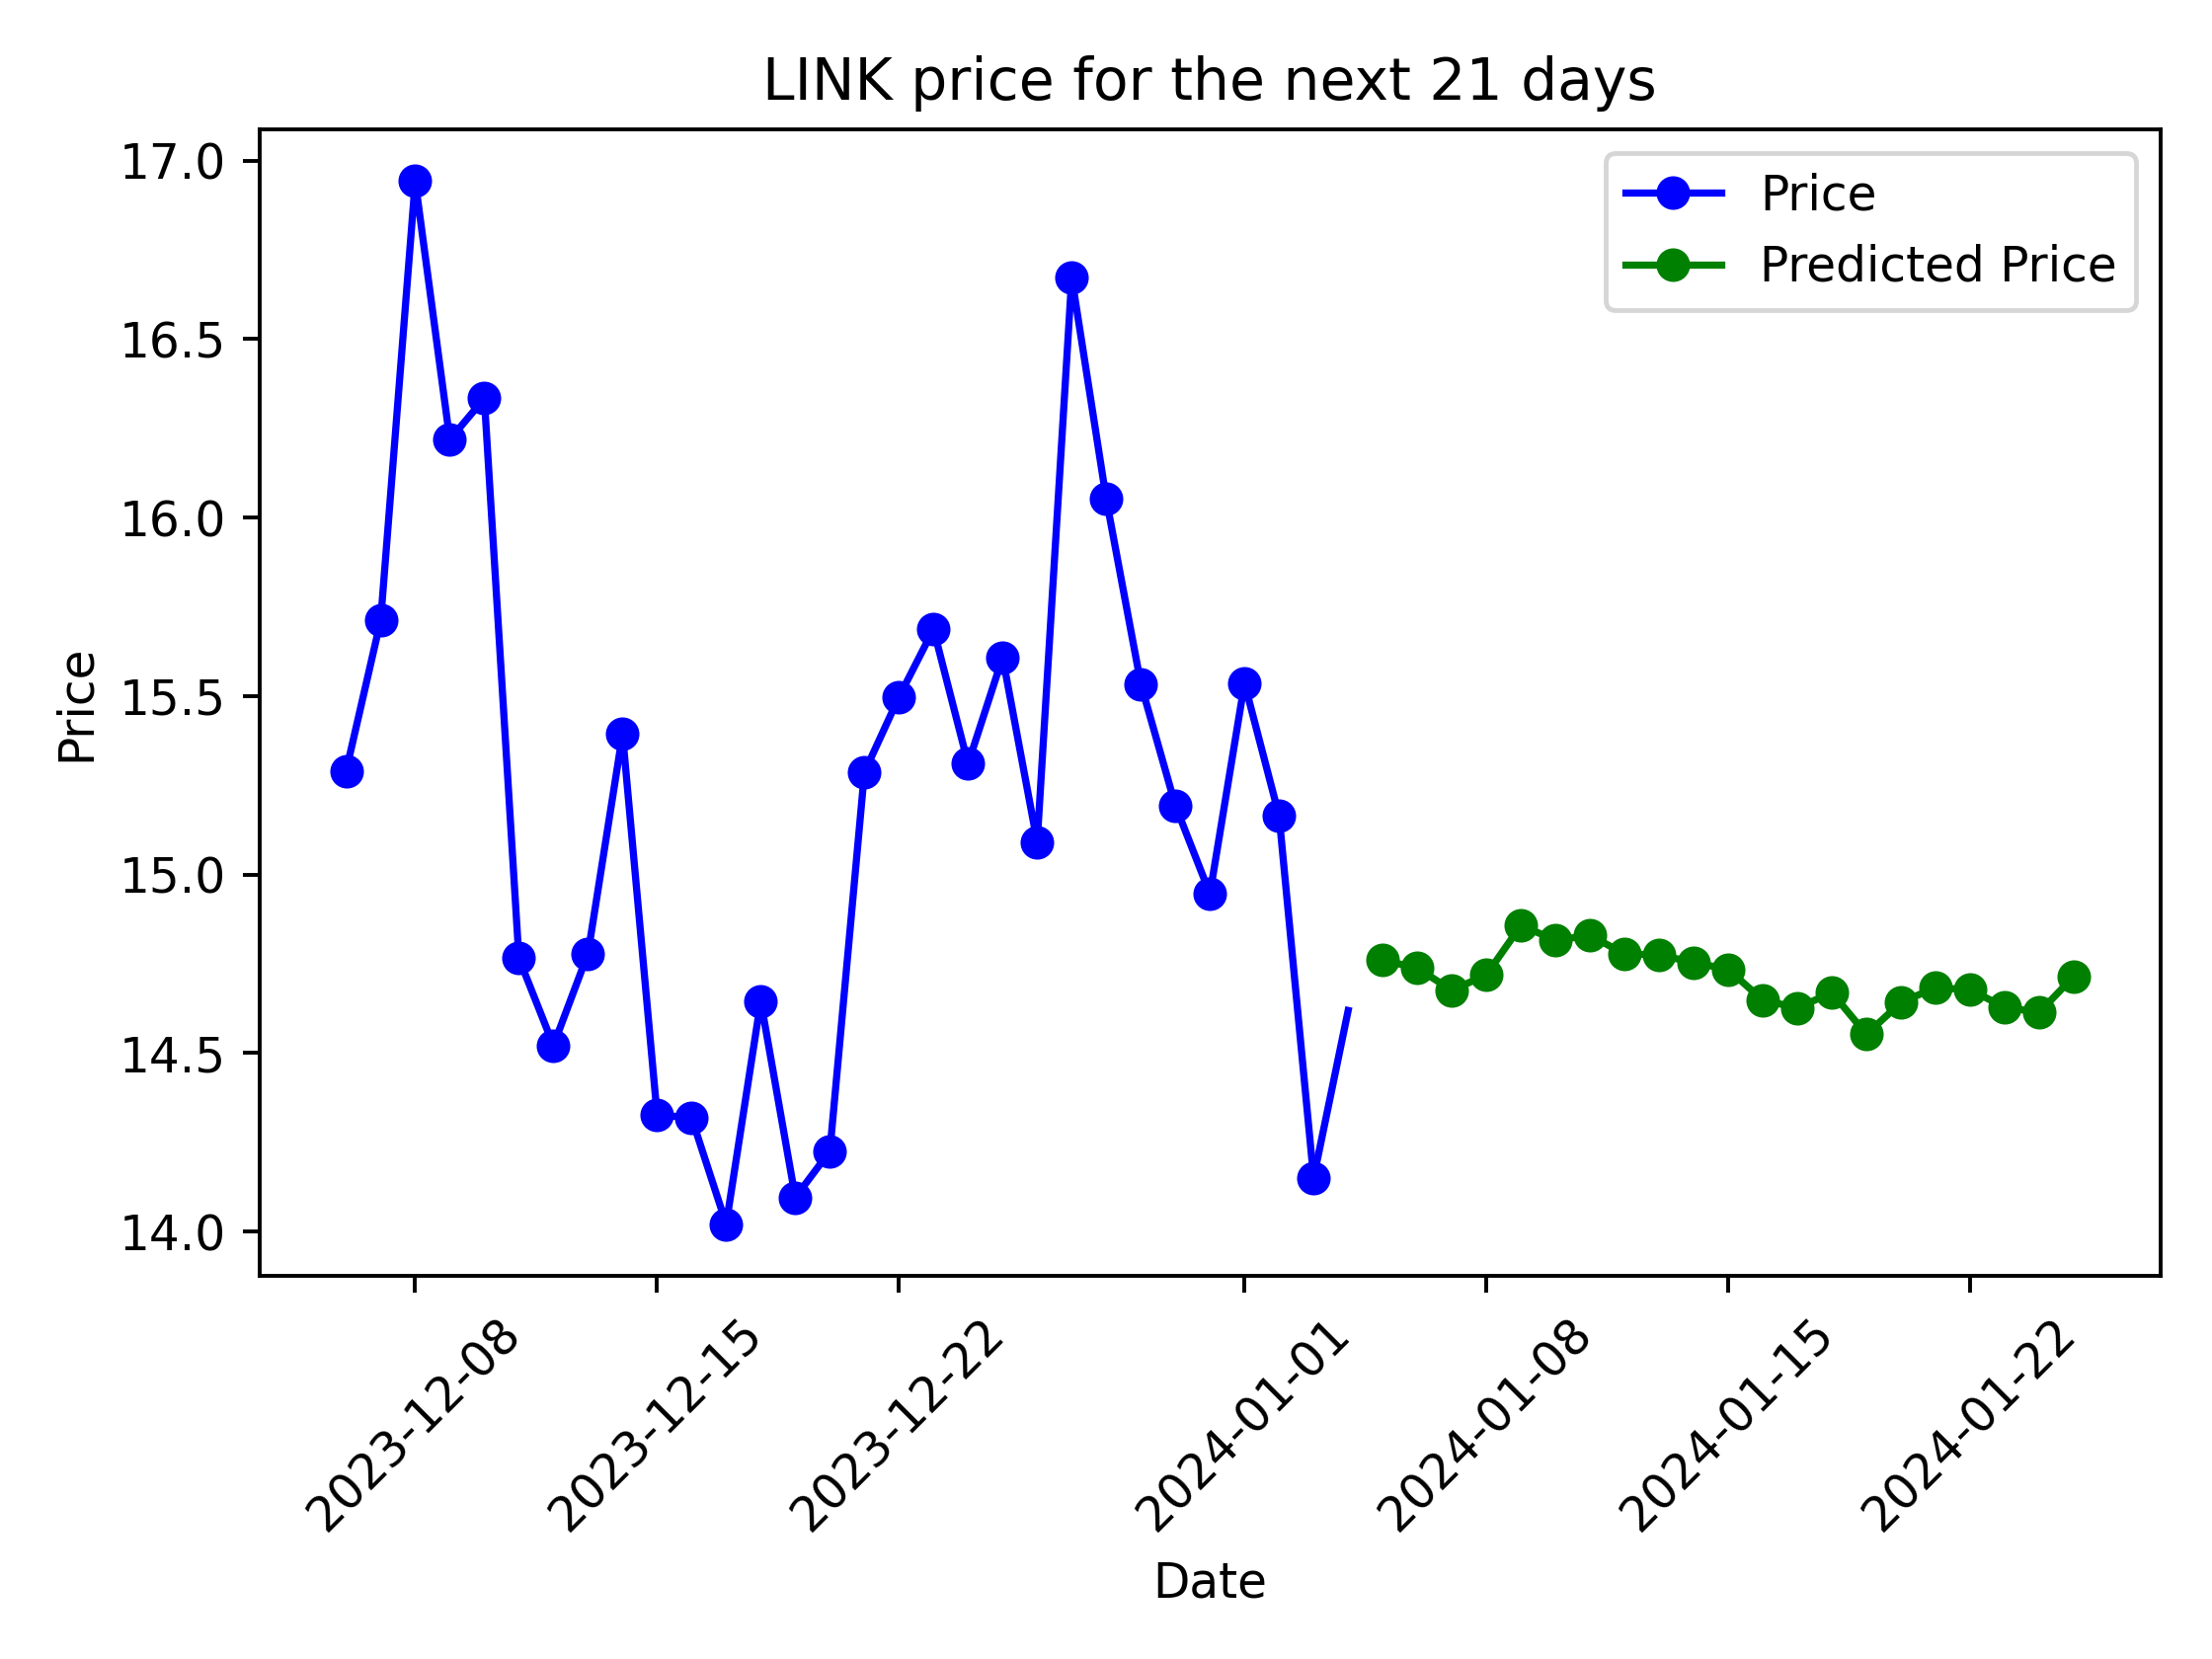 LINK price for the next 21 days
Price
Predicted Price
17.0
16.5
16.0
15.5
15.0
14.5
14.0
Price
2023-12-08
2023-12-15
2023-12-22
2024-01-01
2024-01-08
2024-01-15
2024-01-22
Date